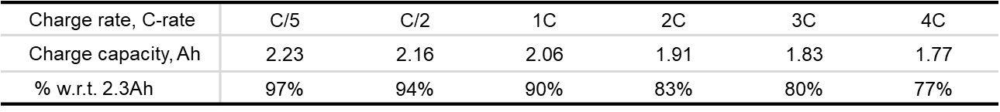 Charge rate, C-rate C/5 C/2 1C 2C 3C 4C
Charge capacity, Ah 2.23 2.16 2.06 1.91 1.83 1.77
% w.r.t. 2.3Ah 97% 94% 90% 83% 80% 77%